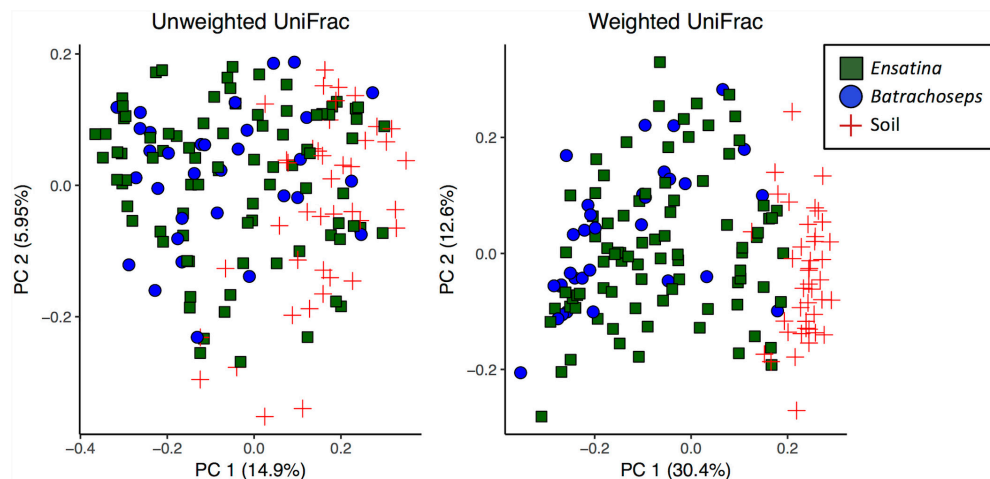 Unweighted UniFrac
Weighted UniFrac
Ensatina
Batrachoseps
Soil
0.2
0.0
−0.2
PC 2 (5.95%)
−0.4
−0.2
0.0
0.2
PC 1 (14.9%)
0.2
0.0
−0.2
PC 2 (12.6%)
−0.2
0.0
0.2
PC 1 (30.4%)